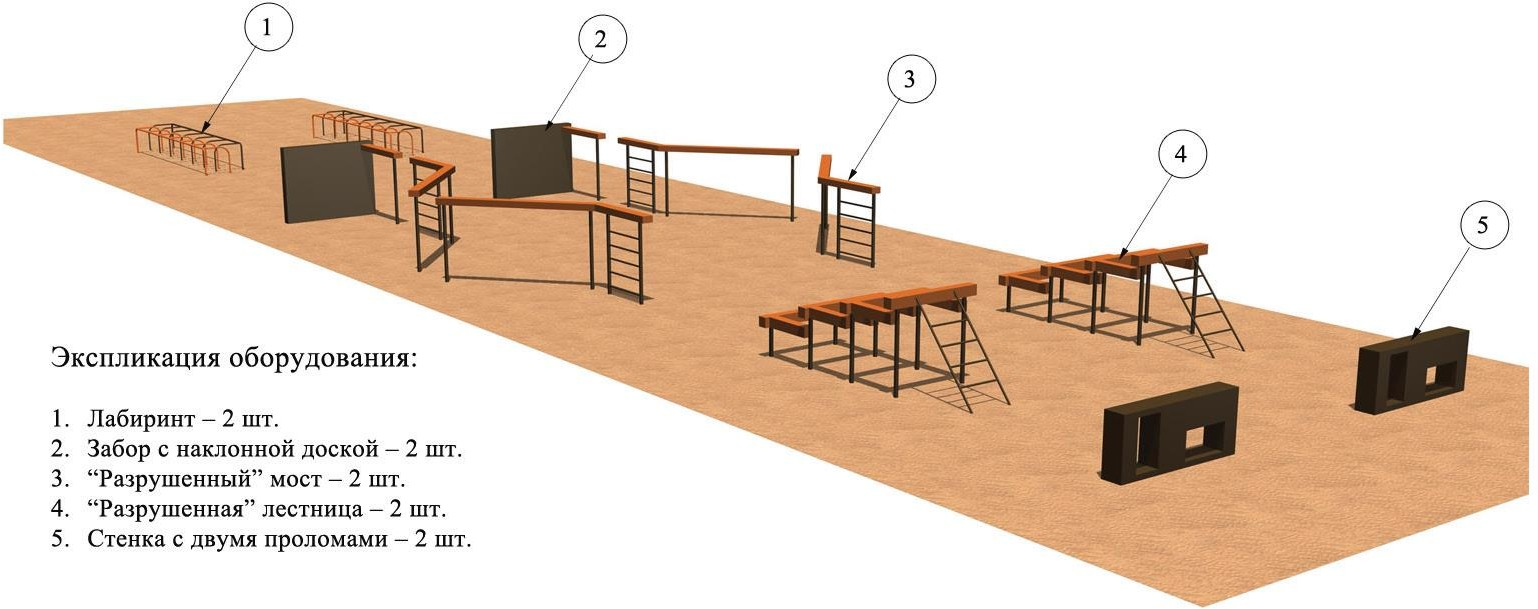 1
2
3
4
5
Экспликация оборудования:
1. Лабиринт – 2 шт.
2. Забор с наклонной доской – 2 шт.
3. “Разрушенный” мост – 2 шт.
4. “Разрушенная” лестница – 2 шт.
5. Стенка с двумя проломами – 2 шт.